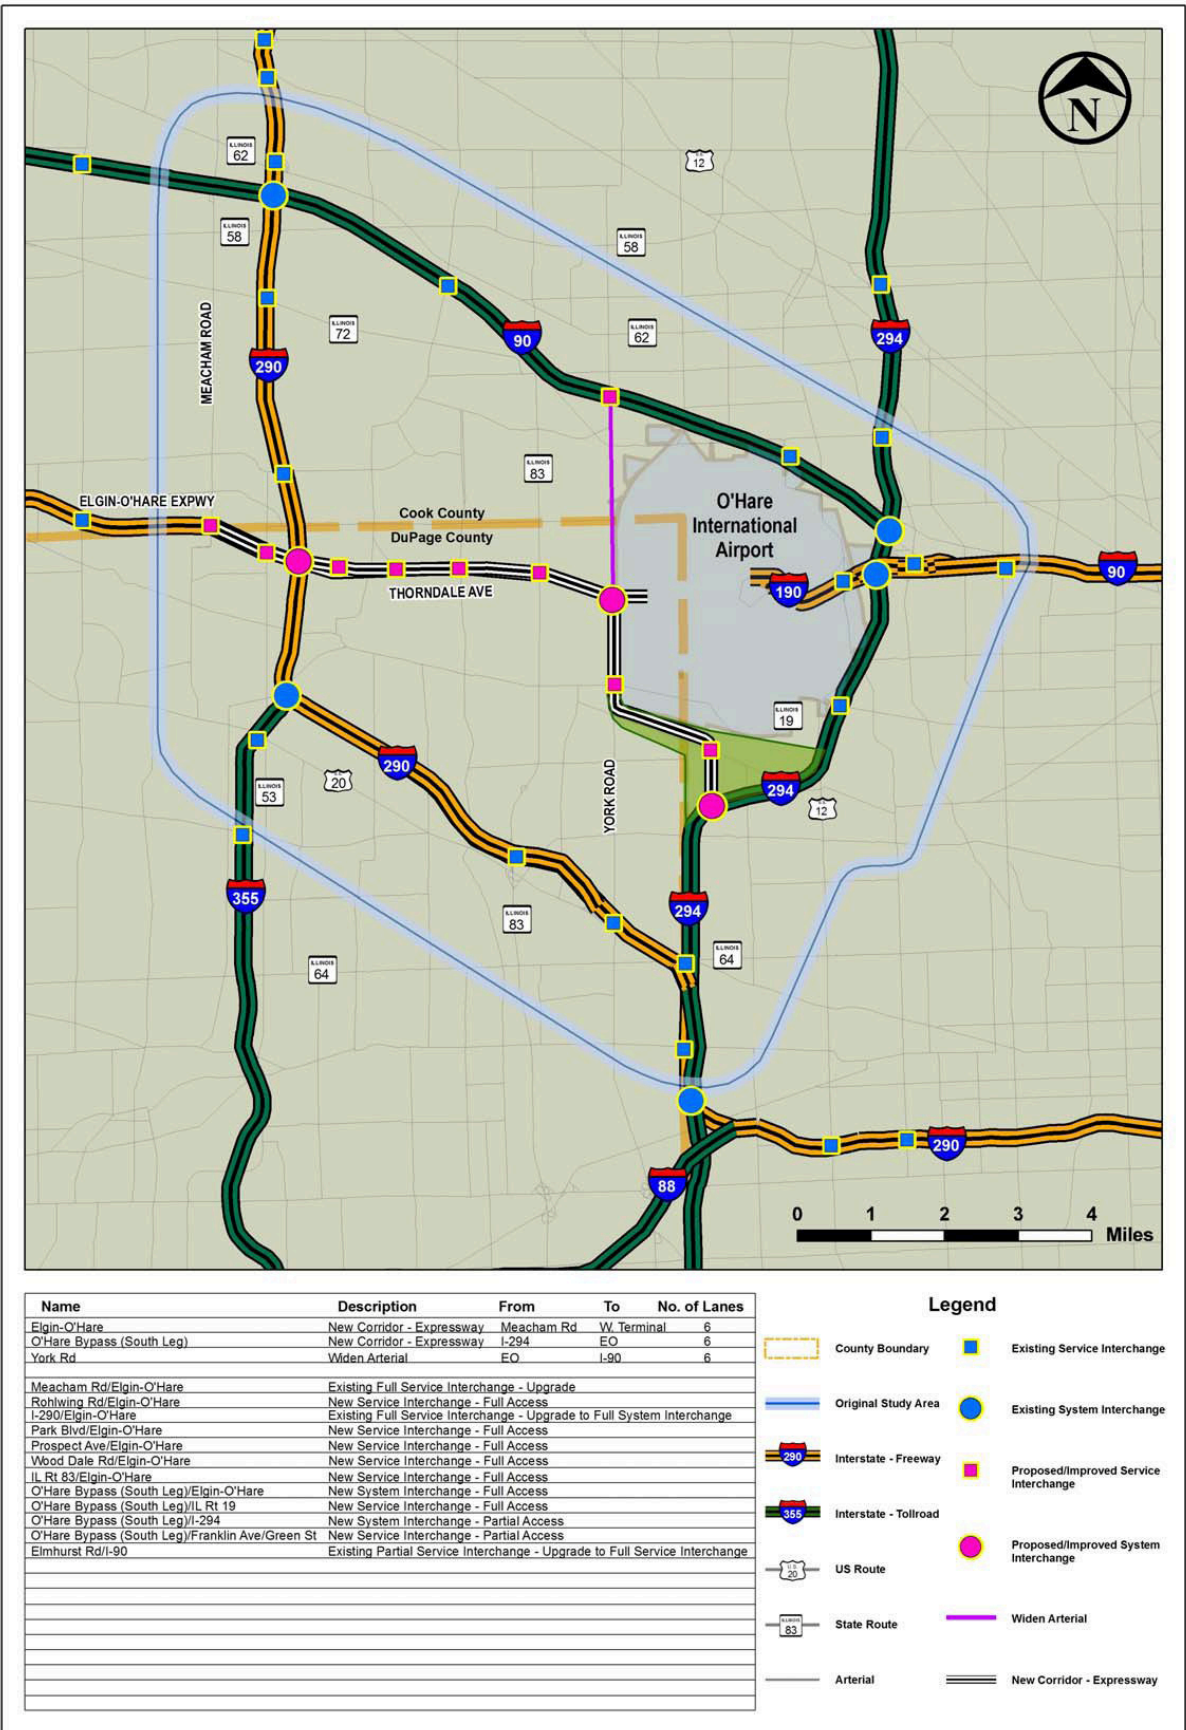 N
ILLINOIS
62
U S
12
ILLINOIS
58
ILLINOIS
58
MEACHAM ROAD
ILLINOIS
72
90
ILLINOIS
62
294
290
ILLINOIS
83
ELGIN-O'HARE EXPWY
Cook County
DuPage County
O'Hare
International
Airport
THORNDALE AVE
190
90
ILLINOIS
19
290
U S
20
ILLINOIS
53
YORK ROAD
294
U S
12
355
294
ILLINOIS
83
ILLINOIS
64
ILLINOIS
64
290
88
0 1 2 3 4
Miles
Name Description From To No. of Lanes
Elgin-O'Hare New Corridor - Expressway Meacham Rd W. Terminal 6
O'Hare Bypass (South Leg) New Corridor - Expressway I-294 EO 6
York Rd Widen Arterial EO I-90 6
Meacham Rd/Elgin-O'Hare Existing Full Service Interchange - Upgrade
Rohlwing Rd/Elgin-O'Hare New Service Interchange - Full Access
I-290/Elgin-O'Hare Existing Full Service Interchange - Upgrade to Full System Interchange
Park Blvd/Elgin-O'Hare New Service Interchange - Full Access
Prospect Ave/Elgin-O'Hare New Service Interchange - Full Access
Wood Dale Rd/Elgin-O'Hare New Service Interchange - Full Access
IL Rt 83/Elgin-O'Hare New Service Interchange - Full Access
O'Hare Bypass (South Leg)/Elgin-O'Hare New System Interchange - Full Access
O'Hare Bypass (South Leg)/IL Rt 19 New Service Interchange - Full Access
O'Hare Bypass (South Leg)/I-294 New System Interchange - Partial Access
O'Hare Bypass (South Leg)/Franklin Ave/Green St New Service Interchange - Partial Access
Elmhurst Rd/I-90 Existing Partial Service Interchange - Upgrade to Full Service Interchange
Legend
County Boundary
Existing Service Interchange
Original Study Area
Existing System Interchange
290
Interstate - Freeway
Proposed/Improved Service
Interchange
355
Interstate - Tollroad
Proposed/Improved System
Interchange
U S
20
US Route
ILLINOIS
83
State Route
Widen Arterial
Arterial
New Corridor - Expressway